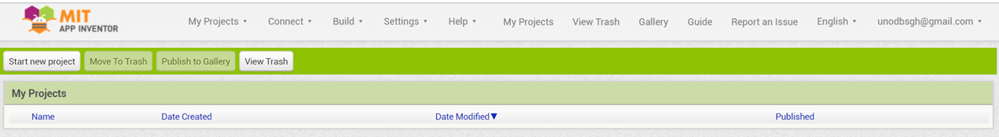 MIT
APP INVENTOR
My Projects ▾ Connect ▾ Build ▾ Settings ▾ Help ▾ My Projects View Trash Gallery Guide Report an Issue English ▾ unodbsgh@gmail.com ▾
Start new project Move To Trash Publish to Gallery View Trash
My Projects
Name Date Created Date Modified▼ Published